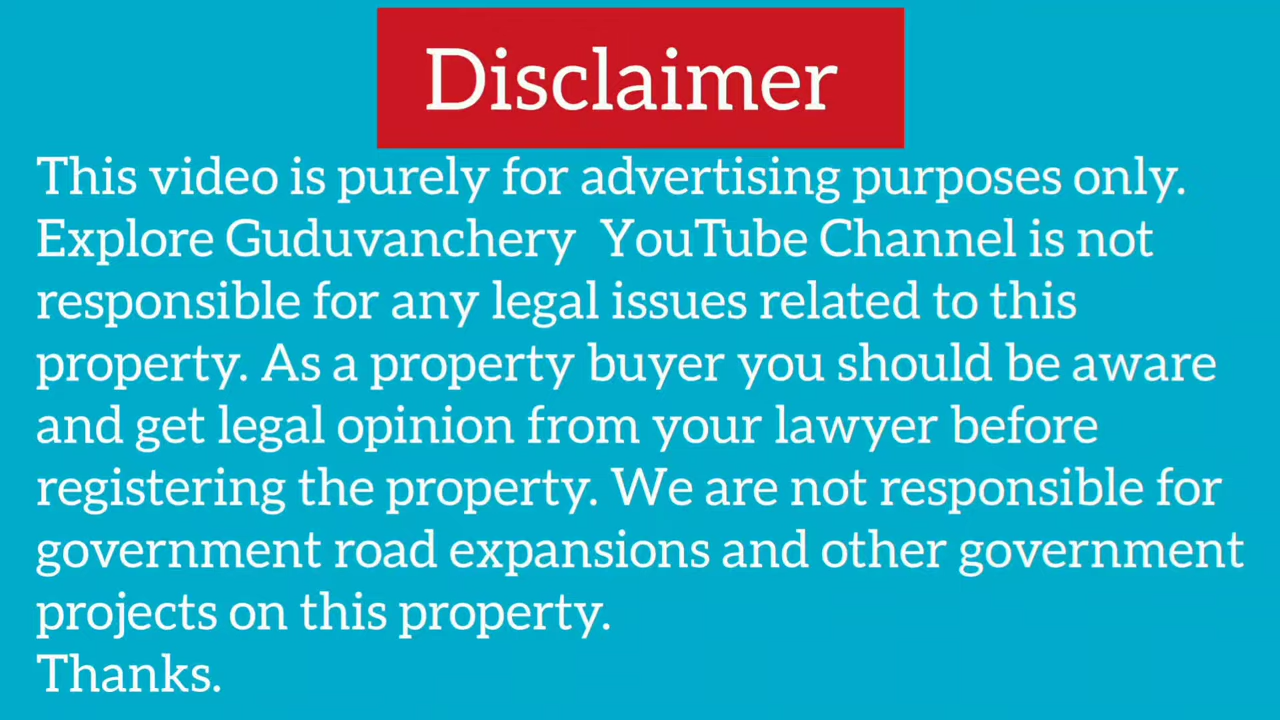 Disclaimer
This video is purely for advertising purposes only.
Explore Guduvanchery  YouTube Channel is not
responsible for any legal issues related to this
property. As a property buyer you should be aware
and get legal opinion from your lawyer before
registering the property. We are not responsible for
government road expansions and other government
projects on this property.
Thanks.